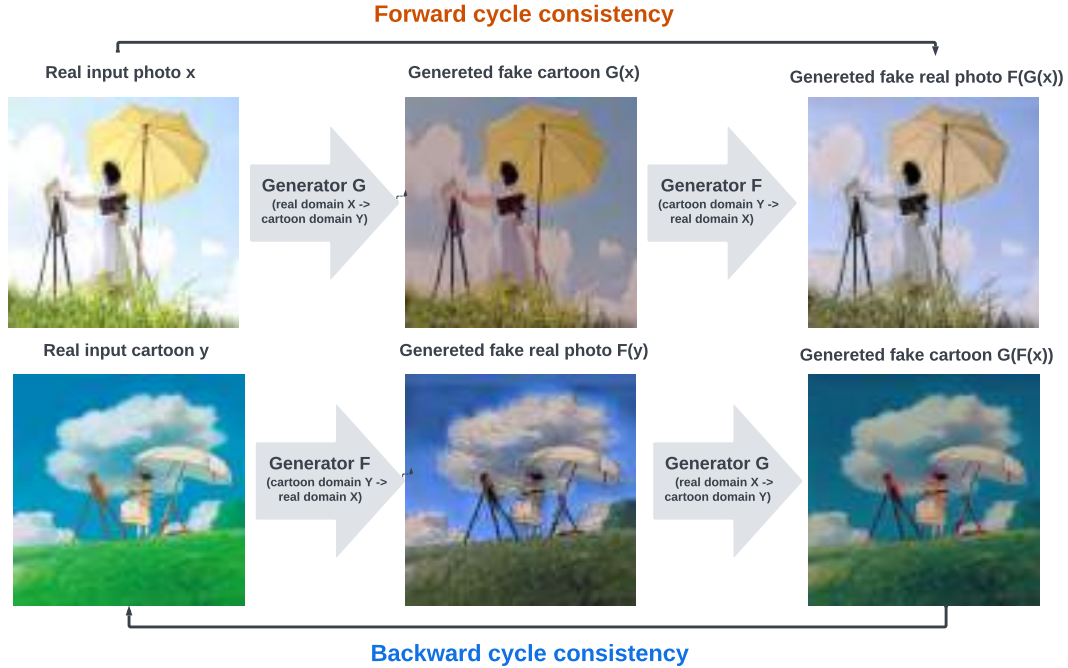 Forward cycle consistency
Real input photo x
Genereted fake cartoon G(x)
Genereted fake real photo F(G(x))
Generator G
(real domain X ->
cartoon domain Y)
Generator F
(cartoon domain Y ->
real domain X)
Real input cartoon y
Genereted fake real photo F(y)
Genereted fake cartoon G(F(x))
Generator F
(cartoon domain Y ->
real domain X)
Generator G
(real domain X ->
cartoon domain Y)
Backward cycle consistency